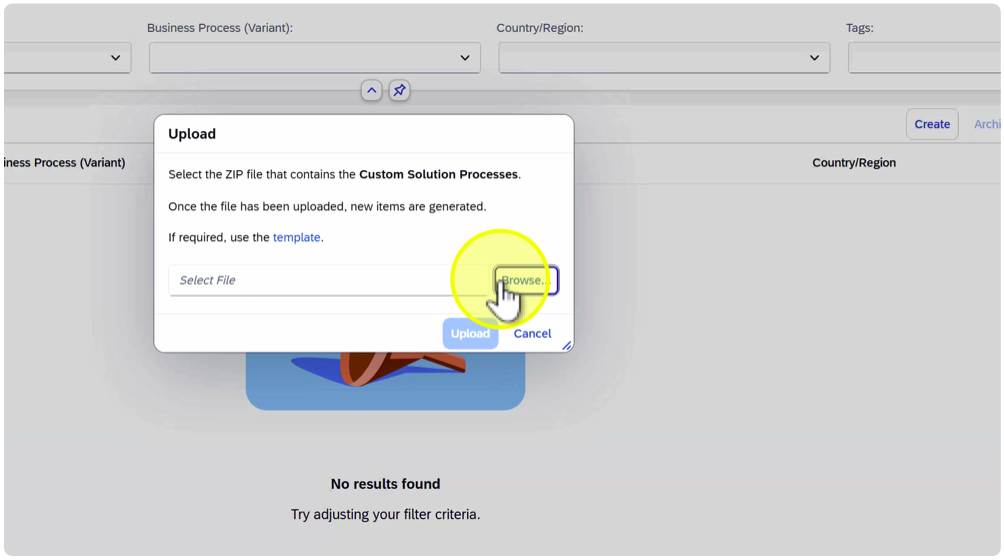 Business Process (Variant):
Country/Region:
Tags:
Create
Archi
iness Process (Variant)
Country/Region
Upload
Select the ZIP file that contains the Custom Solution Processes.
Once the file has been uploaded, new items are generated.
If required, use the template.
Select File
Browse...
Upload
Cancel
No results found
Try adjusting your filter criteria.